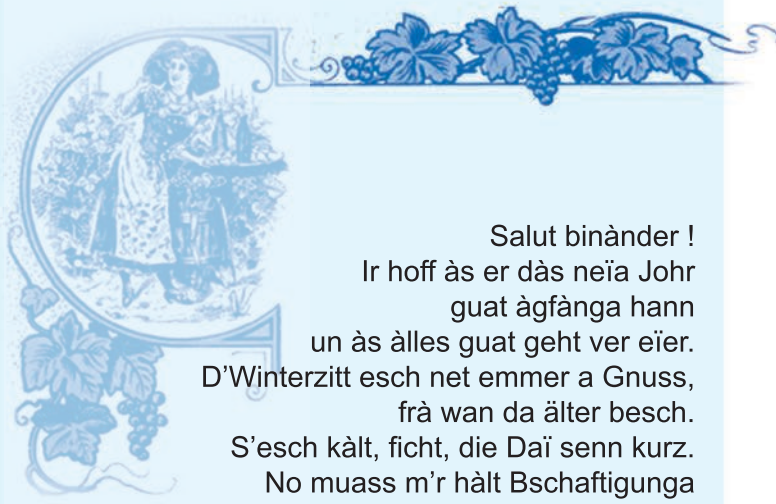 Salut binànder !
Ir hoff às er dàs neïa Johr
guat àgfànga hann
un às àlles guat geht ver eïer.
D’Winterzitt esch net emmer a Gnuss,
frà wan da älter besch.
S’esch kàlt, ficht, die Daï senn kurz.
No muass m’r hàlt Bschaftigunga